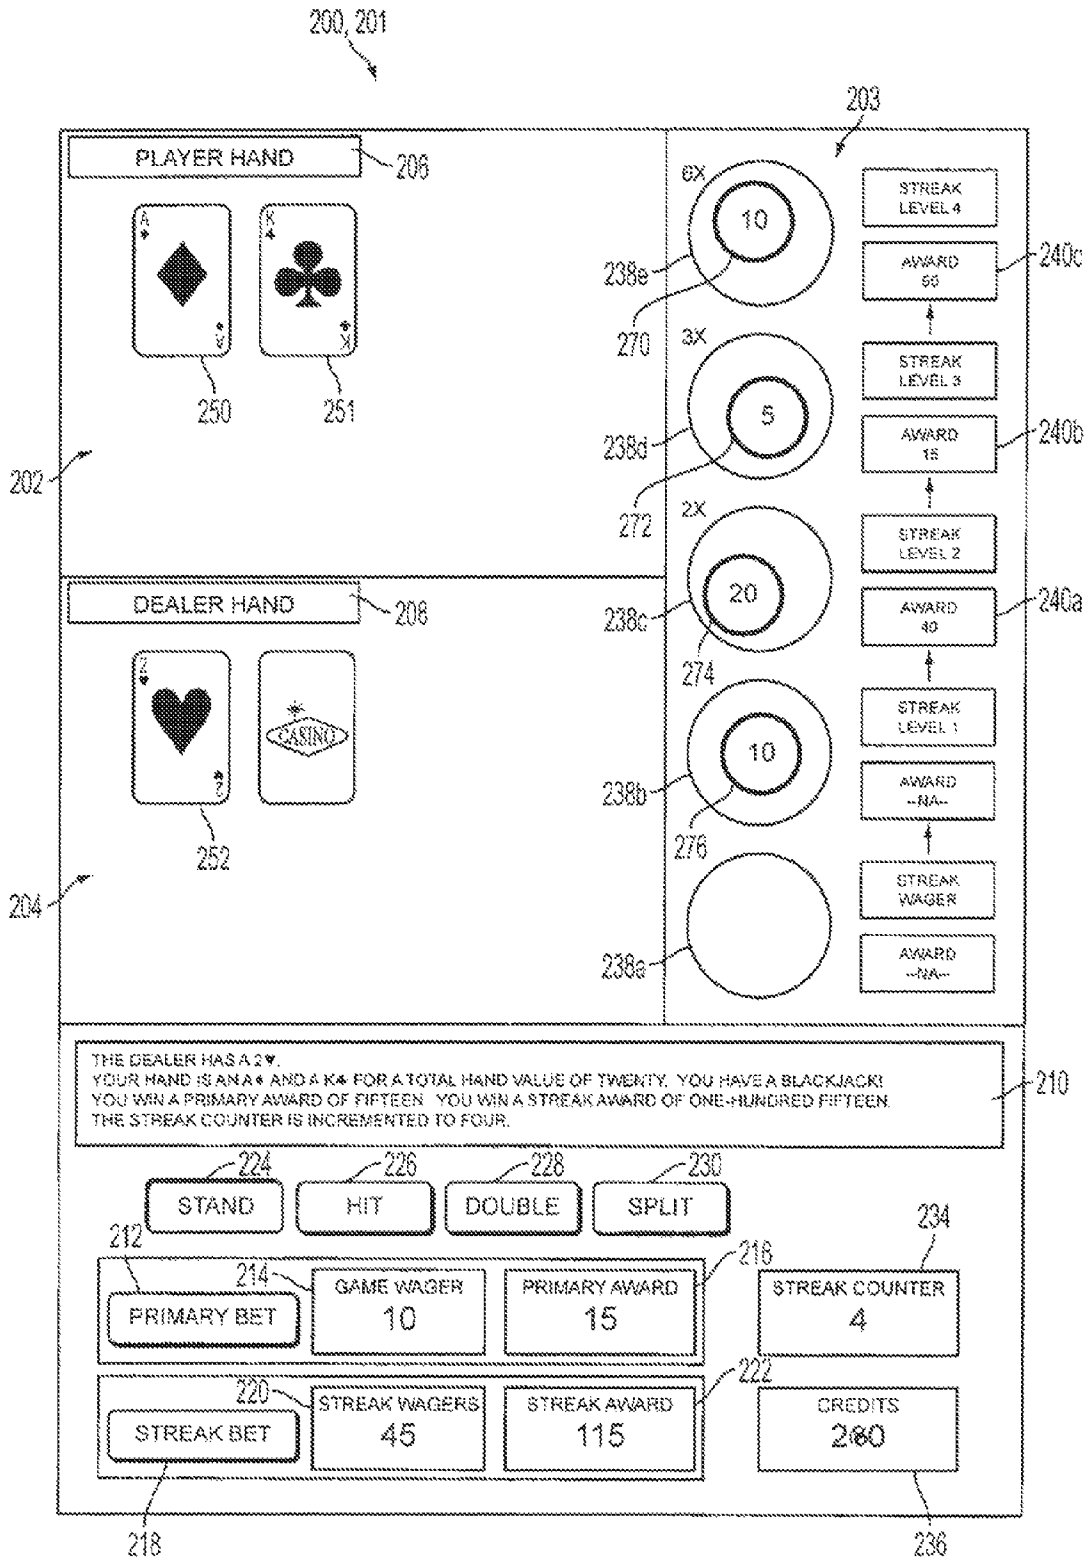 200, 201
203
PLAYER HAND
206
A
A
K
K
250
251
202
DEALER HAND
208
2
2
CASINO
252
204
6X
10
238e
270
3X
5
238d
272
2X
20
238c
274
10
238b
276
238a
STREAK
LEVEL 4
AWARD
240c
STREAK
LEVEL 3
AWARD
15
240b
STREAK
LEVEL 2
AWARD
40
240a
STREAK
LEVEL 1
AWARD
--NA--
STREAK
WAGER
AWARD
--NA--
THE DEALER HAS A 2♥.
YOUR HAND IS AN A♦ AND A K♣ FOR A TOTAL HAND VALUE OF TWENTY. YOU HAVE A BLACKJACK!
YOU WIN A PRIMARY AWARD OF FIFTEEN. YOU WIN A STREAK AWARD OF ONE-HUNDRED FIFTEEN.
THE STREAK COUNTER IS INCREMENTED TO FOUR.
210
224
226
228
230
STAND
HIT
DOUBLE
SPLIT
212
214
216
234
PRIMARY BET
GAME WAGER
10
PRIMARY AWARD
15
STREAK COUNTER
4
220
222
STREAK BET
STREAK WAGERS
45
STREAK AWARD
115
CREDITS
218
236